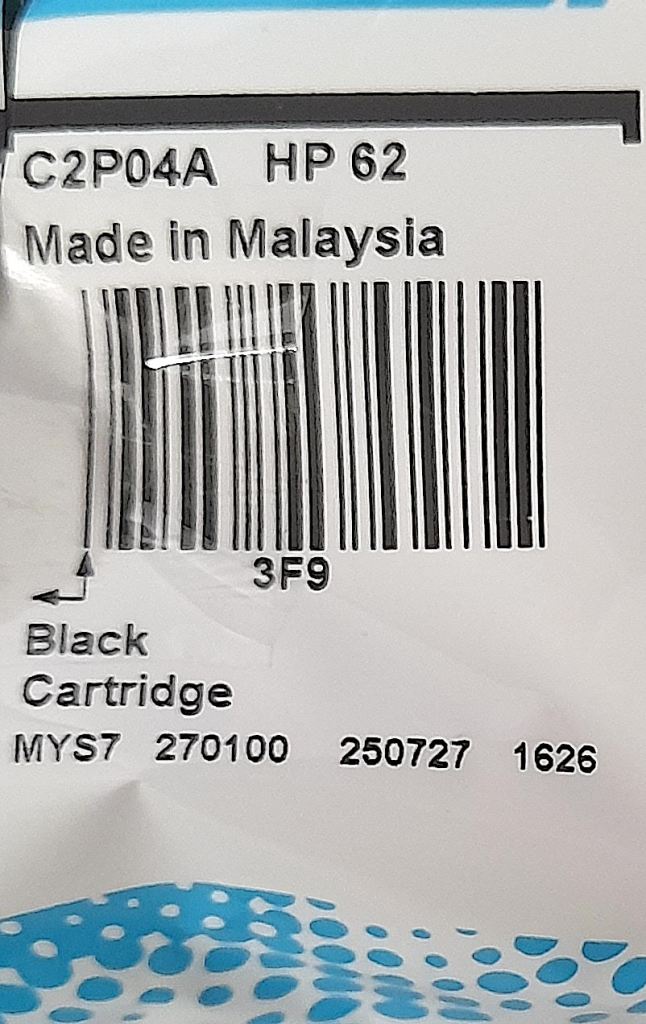 C2P04A HP 62
Made in Malaysia
3F9
Black
Cartridge
MYS7 270100 250727 1626